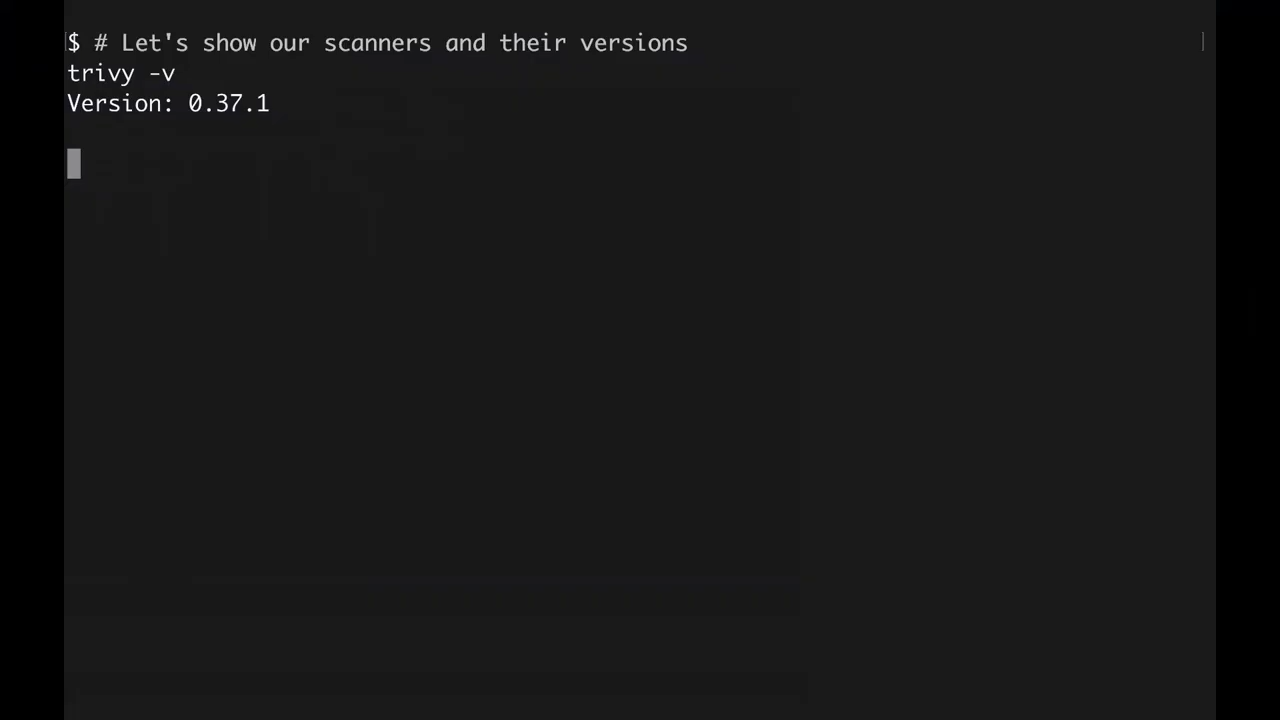 $ # Let's show our scanners and their versions
trivy -v
Version: 0.37.1